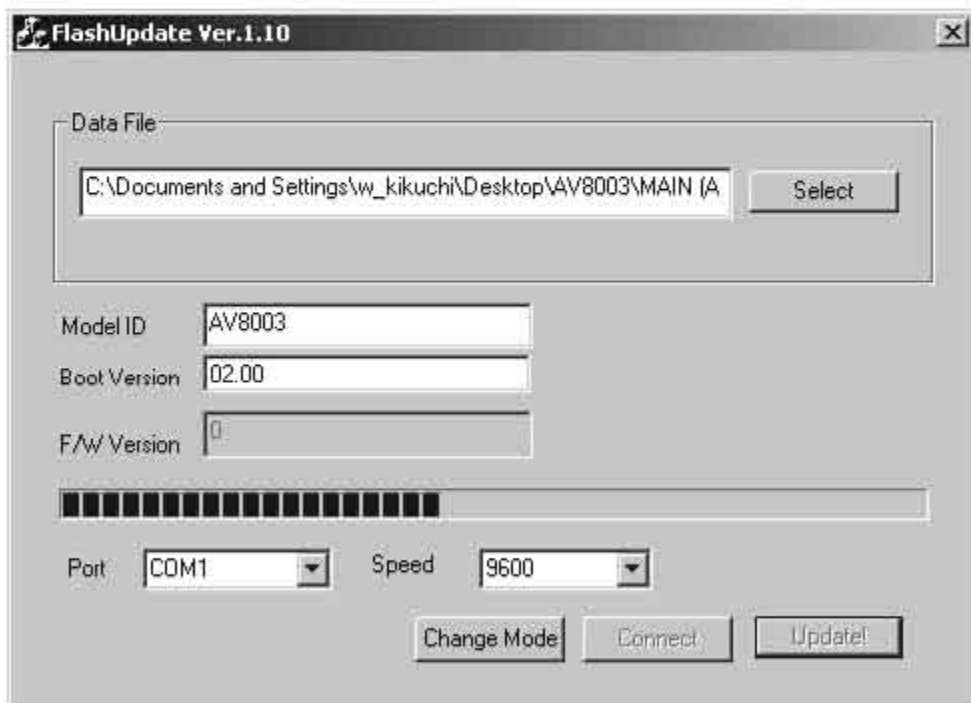 FlashUpdate Ver.1.10
Data File
C:\Documents and Settings\w_kikuchi\Desktop\AV8003\MAIN (A
Select
Model ID
AV8003
Boot Version
02.00
F/W Version
0
Port
COM1
Speed
9600
Change Mode
Connect
Update!